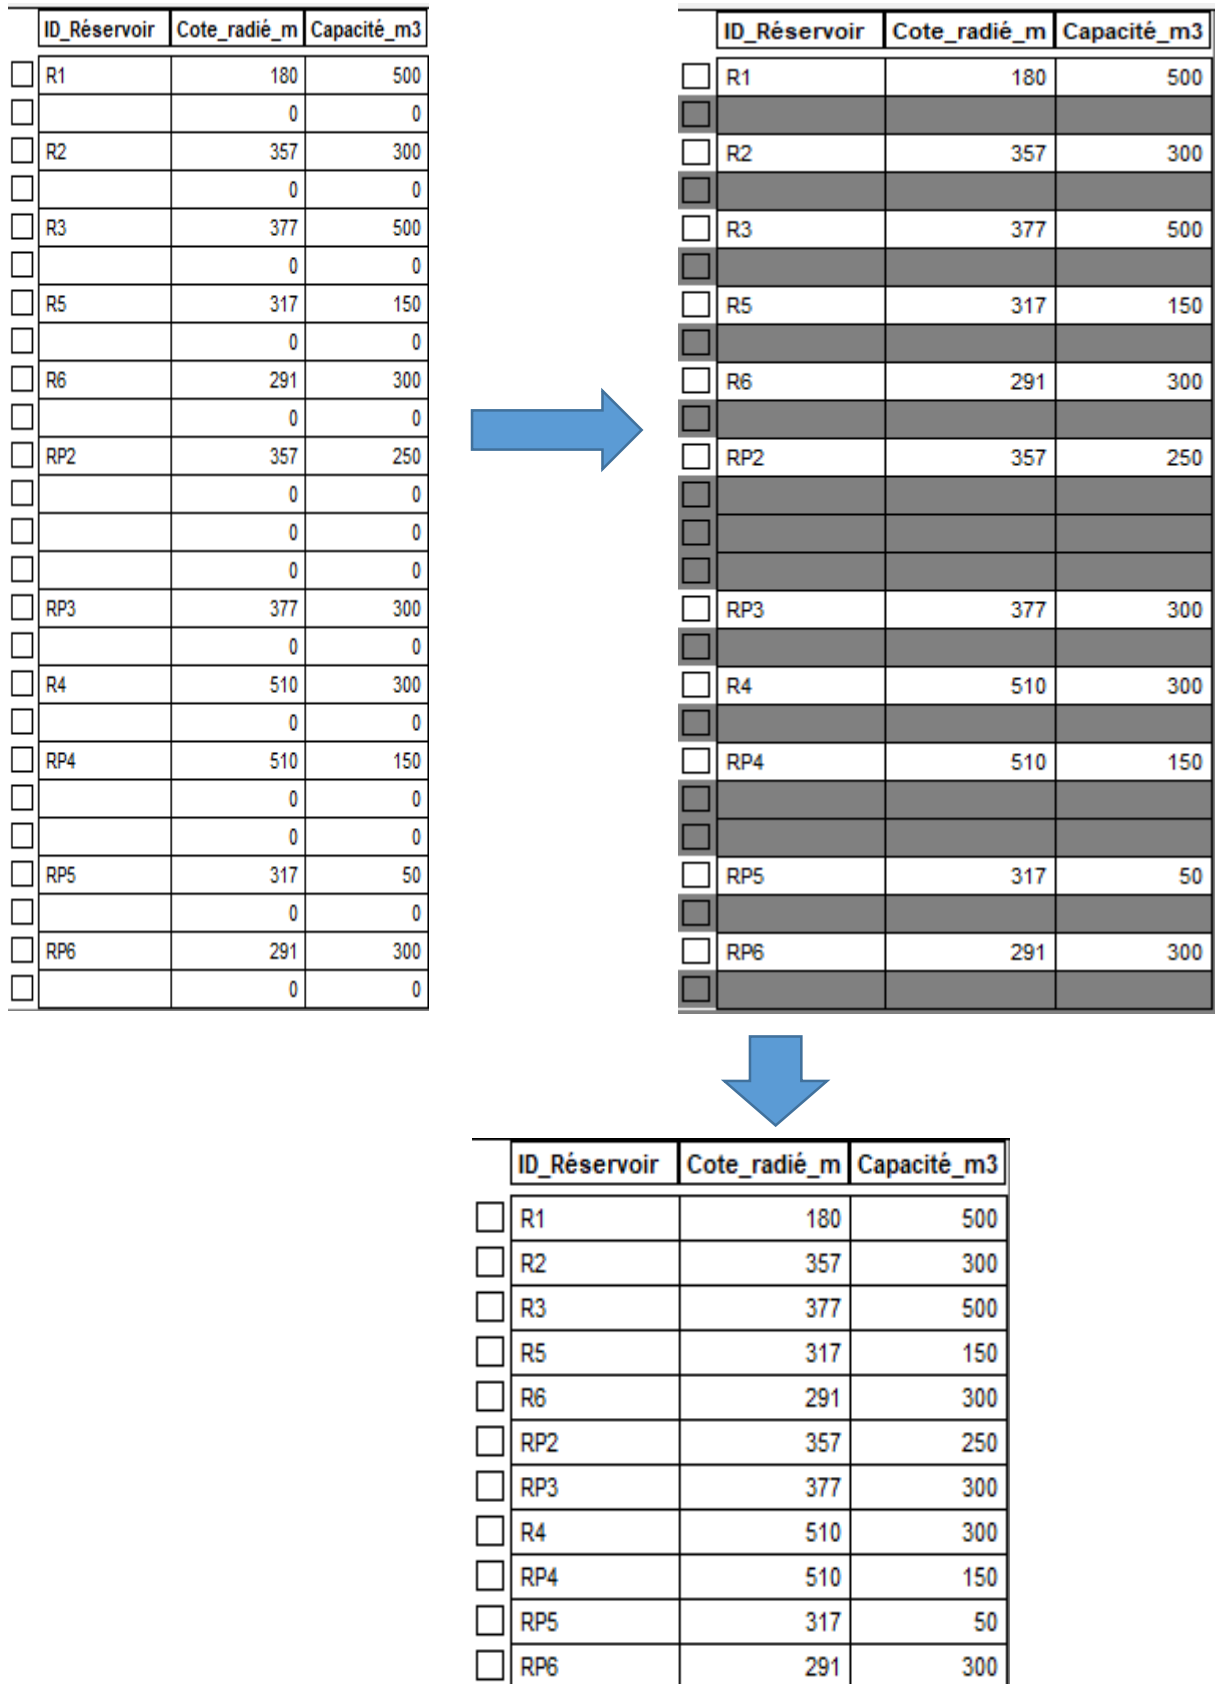 ID_Réservoir Cote_radié_m Capacité_m3
R1 180 500
0 0
R2 357 300
0 0
R3 377 500
0 0
R5 317 150
0 0
R6 291 300
0 0
RP2 357 250
0 0
0 0
0 0
RP3 377 300
0 0
R4 510 300
0 0
RP4 510 150
0 0
0 0
RP5 317 50
0 0
RP6 291 300
0 0
ID_Réservoir Cote_radié_m Capacité_m3
R1 180 500
R2 357 300
R3 377 500
R5 317 150
R6 291 300
RP2 357 250
RP3 377 300
R4 510 300
RP4 510 150
RP5 317 50
RP6 291 300
ID_Réservoir Cote_radié_m Capacité_m3
R1 180 500
R2 357 300
R3 377 500
R5 317 150
R6 291 300
RP2 357 250
RP3 377 300
R4 510 300
RP4 510 150
RP5 317 50
RP6 291 300